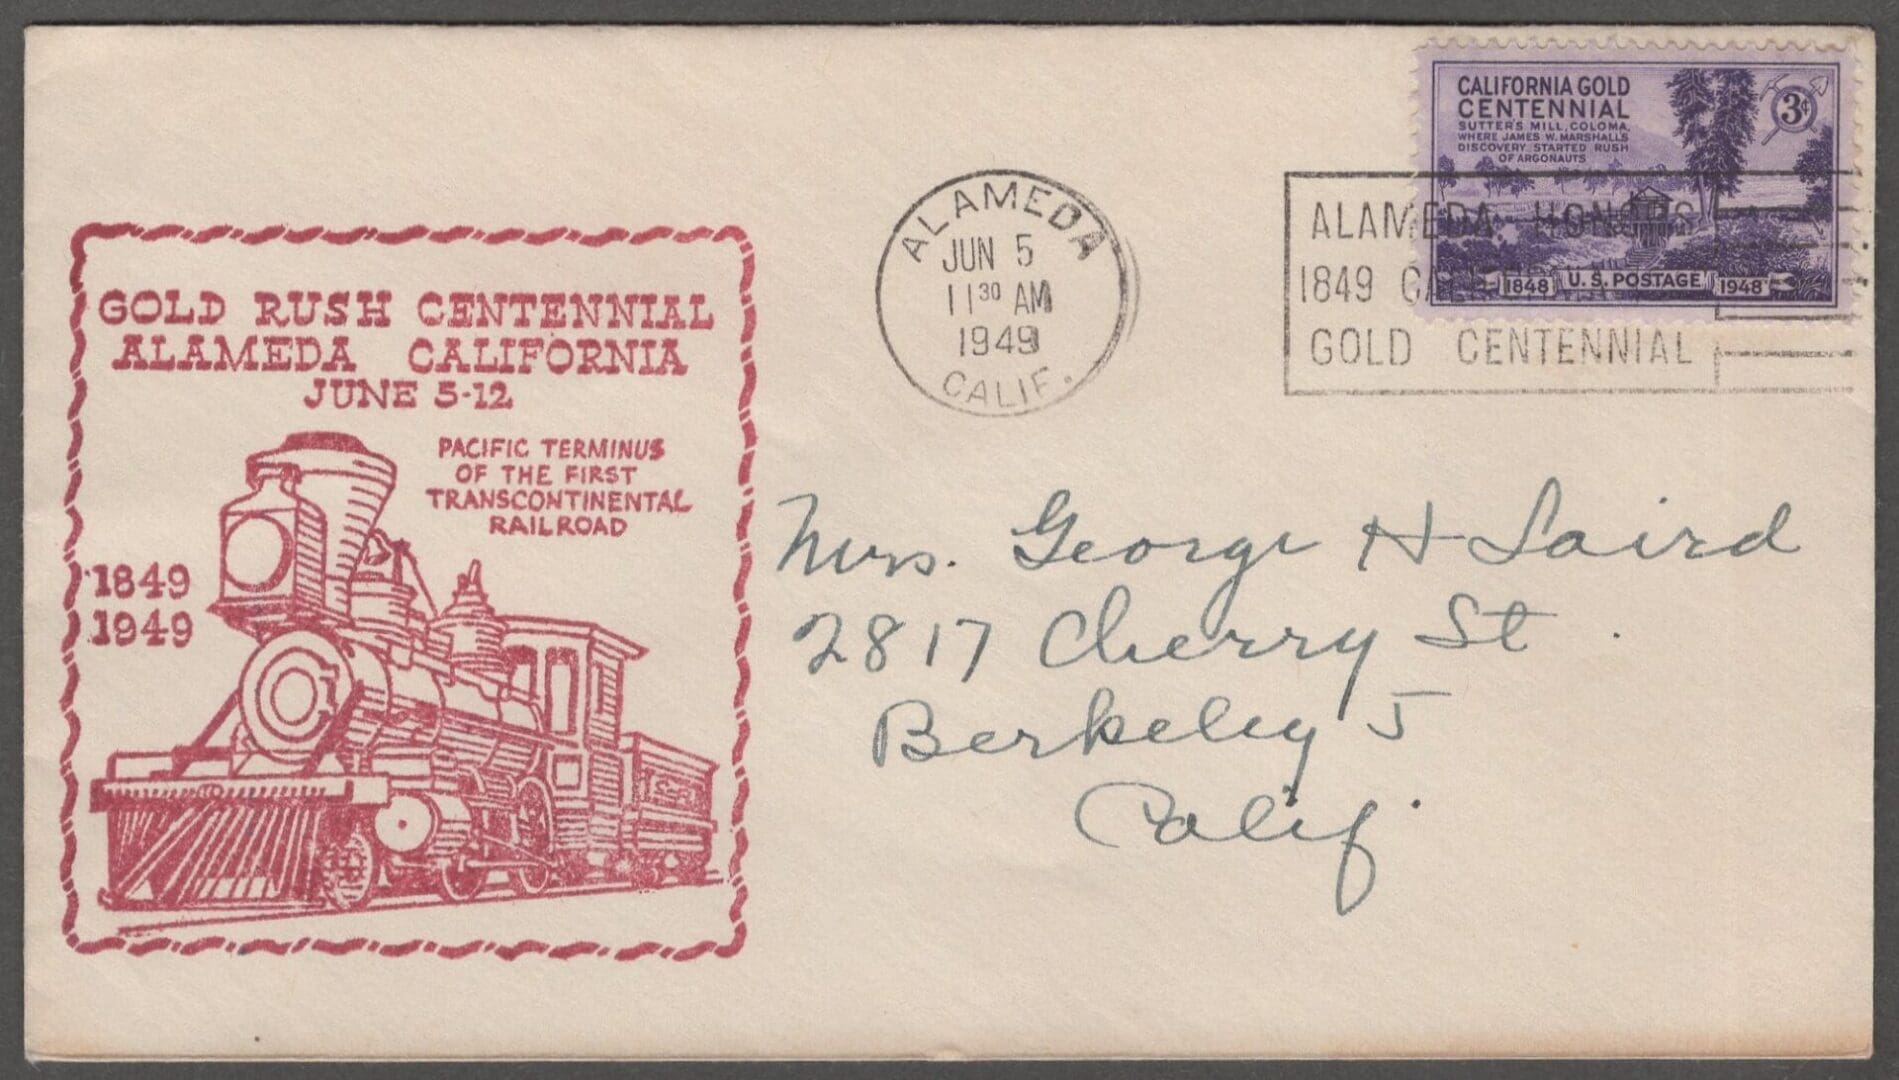 GOLD RUSH CENTENNIAL
ALAMEDA CALIFORNIA
JUNE 5-12
PACIFIC TERMINUS
OF THE FIRST
TRANSCONTINENTAL
RAILROAD
1849
1949
ALAMEDA
JUN 5
11 30 AM
1949
CALIF.
CALIFORNIA GOLD
CENTENNIAL
SUTTER'S MILL, COLOMA,
WHERE JAMES W. MARSHALL'S
DISCOVERY STARTED RUSH
OF ARGONAUTS
3¢
1848 U.S. POSTAGE 1948
ALAMEDA HONORS
1849
GOLD CENTENNIAL
Mrs. George H Laird
2817 Cherry St.
Berkeley 5
Calif.